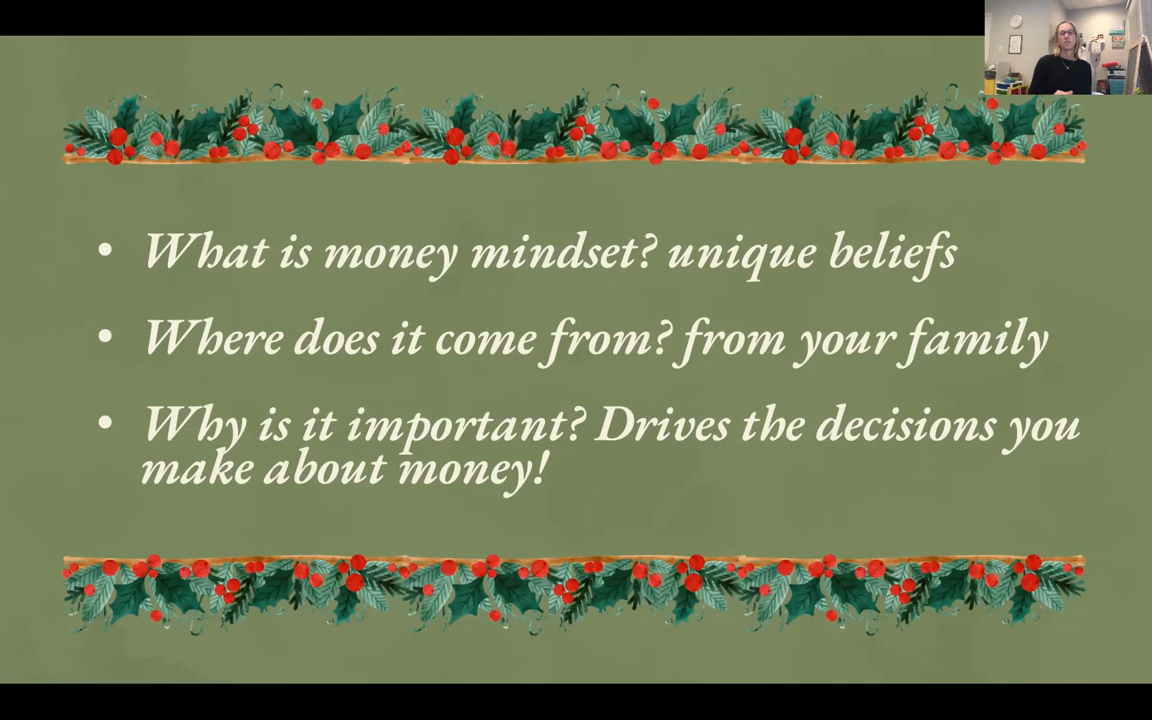 • What is money mindset? unique beliefs
• Where does it come from? from your family
• Why is it important? Drives the decisions you
make about money!